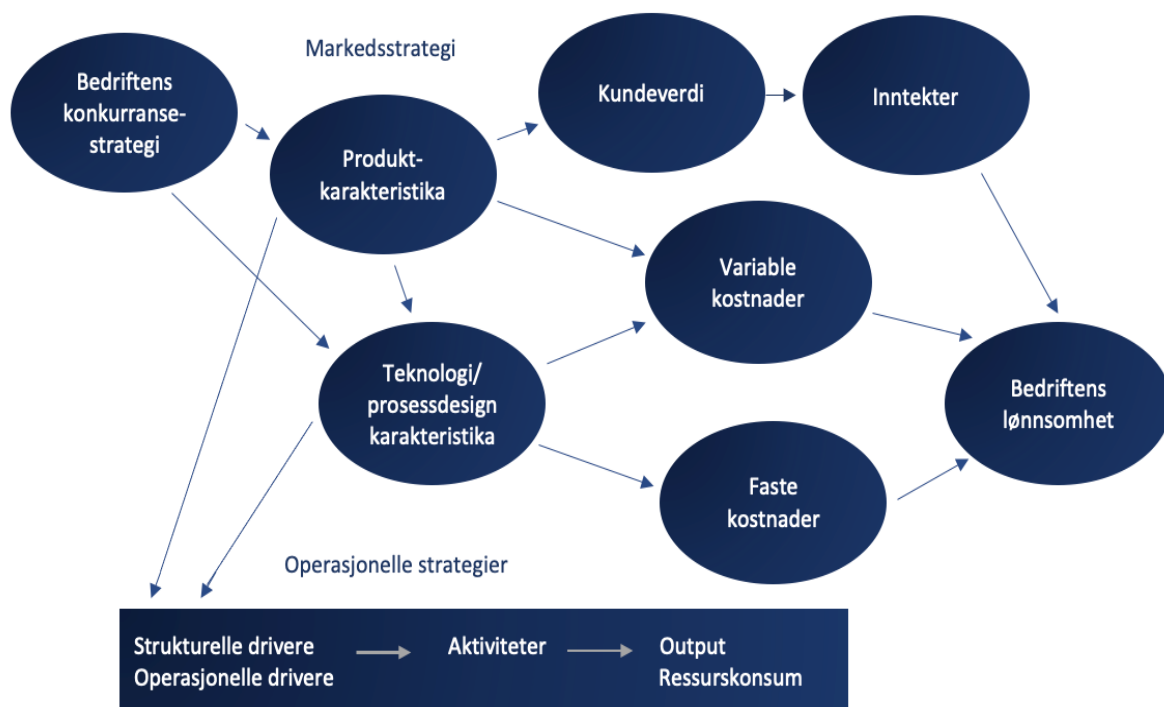 Markedsstrategi
Bedriftens
konkurranse-
strategi
Produkt-
karakteristika
Kundeverdi
Inntekter
Variable
kostnader
Teknologi/
prosessdesign
karakteristika
Bedriftens
lønnsomhet
Faste
kostnader
Operasjonelle strategier
Strukturelle drivere
Operasjonelle drivere
Aktiviteter
Output
Ressurskonsum